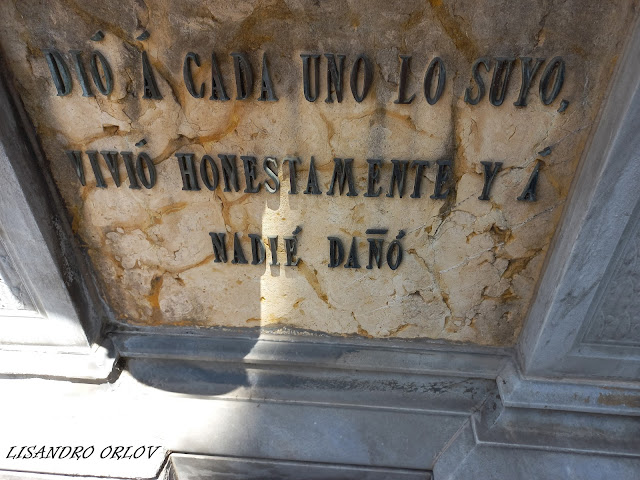 DIÓ Á CADA UNO LO SUYO,
VIVIÓ HONESTAMENTE Y Á
NADIÉ DAÑÓ
LISANDRO ORLOV